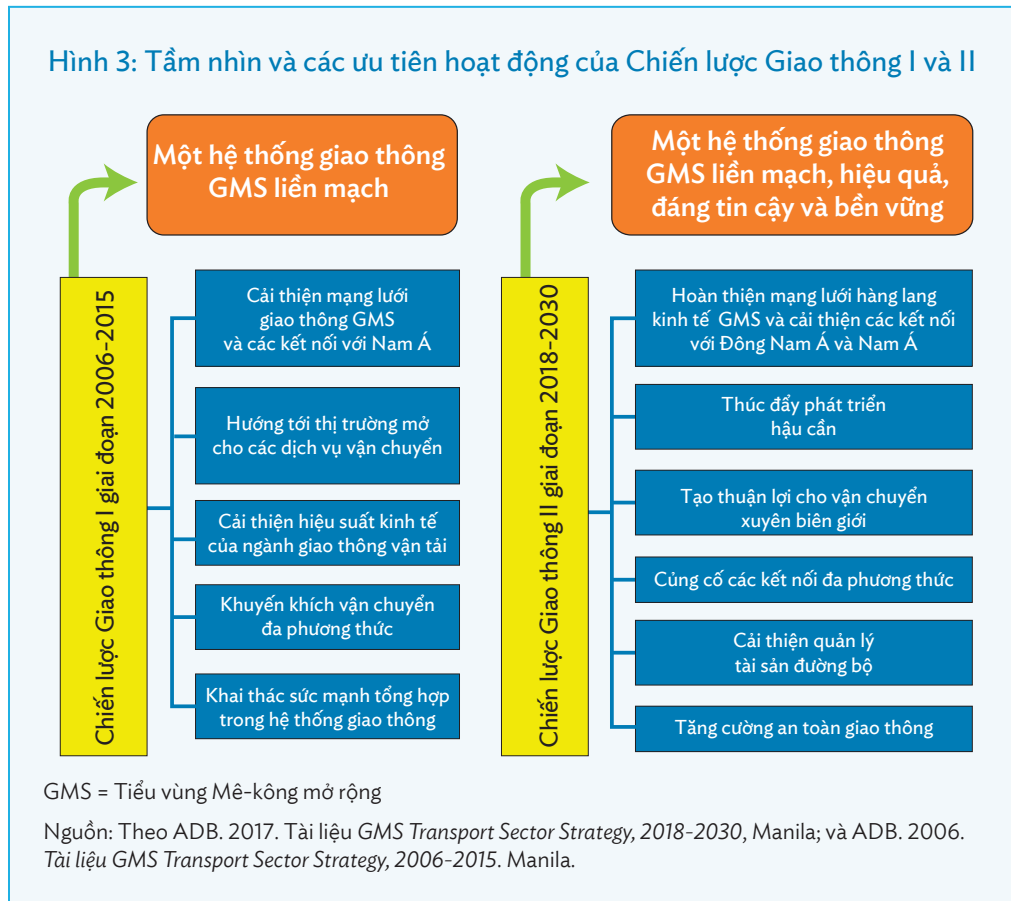 Hình 3: Tầm nhìn và các ưu tiên hoạt động của Chiến lược Giao thông I và II
Một hệ thống giao thông
GMS liền mạch
Chiến lược Giao thông I giai đoạn 2006-2015
Cải thiện mạng lưới
giao thông GMS
và các kết nối với Nam Á
Hướng tới thị trường mở
cho các dịch vụ vận chuyển
Cải thiện hiệu suất kinh tế
của ngành giao thông vận tải
Khuyến khích vận chuyển
đa phương thức
Khai thác sức mạnh tổng hợp
trong hệ thống giao thông
Một hệ thống giao thông
GMS liền mạch, hiệu quả,
đáng tin cậy và bền vững
Chiến lược Giao thông II giai đoạn 2018-2030
Hoàn thiện mạng lưới hàng lang
kinh tế GMS và cải thiện các kết nối
với Đông Nam Á và Nam Á
Thúc đẩy phát triển
hậu cần
Tạo thuận lợi cho vận chuyển
xuyên biên giới
Củng cố các kết nối đa phương thức
Cải thiện quản lý
tài sản đường bộ
Tăng cường an toàn giao thông
GMS = Tiểu vùng Mê-kông mở rộng
Nguồn: Theo ADB. 2017. Tài liệu GMS Transport Sector Strategy, 2018-2030, Manila; và ADB. 2006.
Tài liệu GMS Transport Sector Strategy, 2006-2015. Manila.